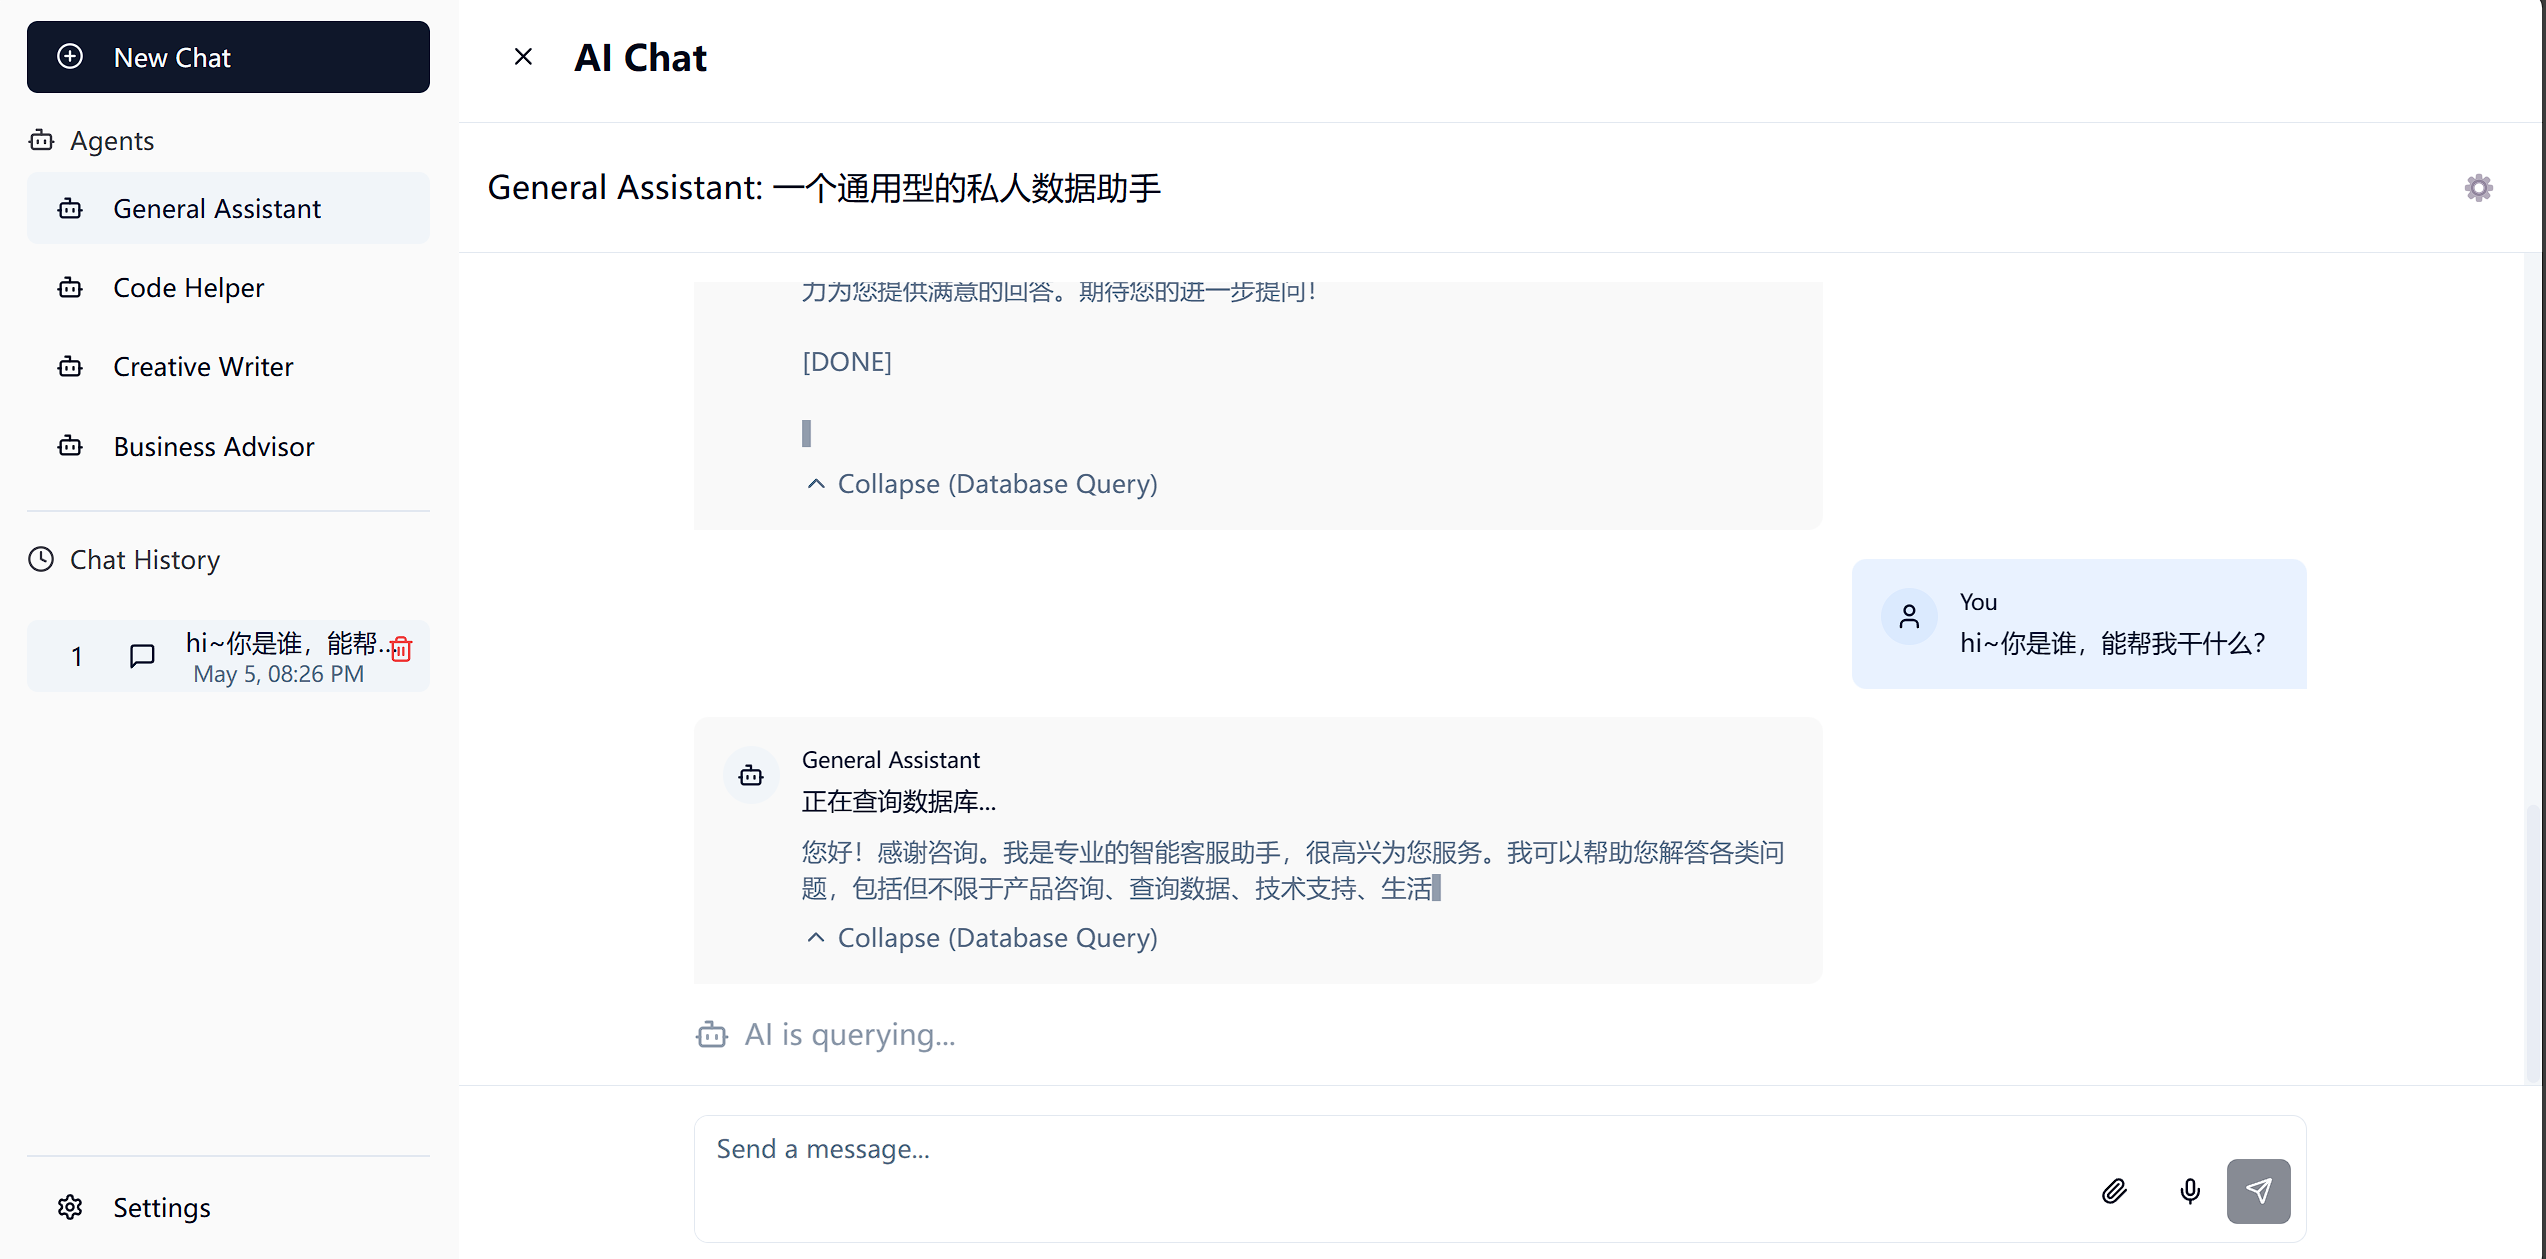 New Chat
Agents
General Assistant
Code Helper
Creative Writer
Business Advisor
Chat History
1
hi~你是谁，能帮...
May 5, 08:26 PM
Settings
AI Chat
General Assistant: 一个通用型的私人数据助手
力为您提供满意的回答。期待您的进一步提问！
[DONE]
Collapse (Database Query)
You
hi~你是谁，能帮我干什么？
General Assistant
正在查询数据库...
您好！感谢咨询。我是专业的智能客服助手，很高兴为您服务。我可以帮助您解答各类问
题，包括但不限于产品咨询、查询数据、技术支持、生活
Collapse (Database Query)
AI is querying...
Send a message...